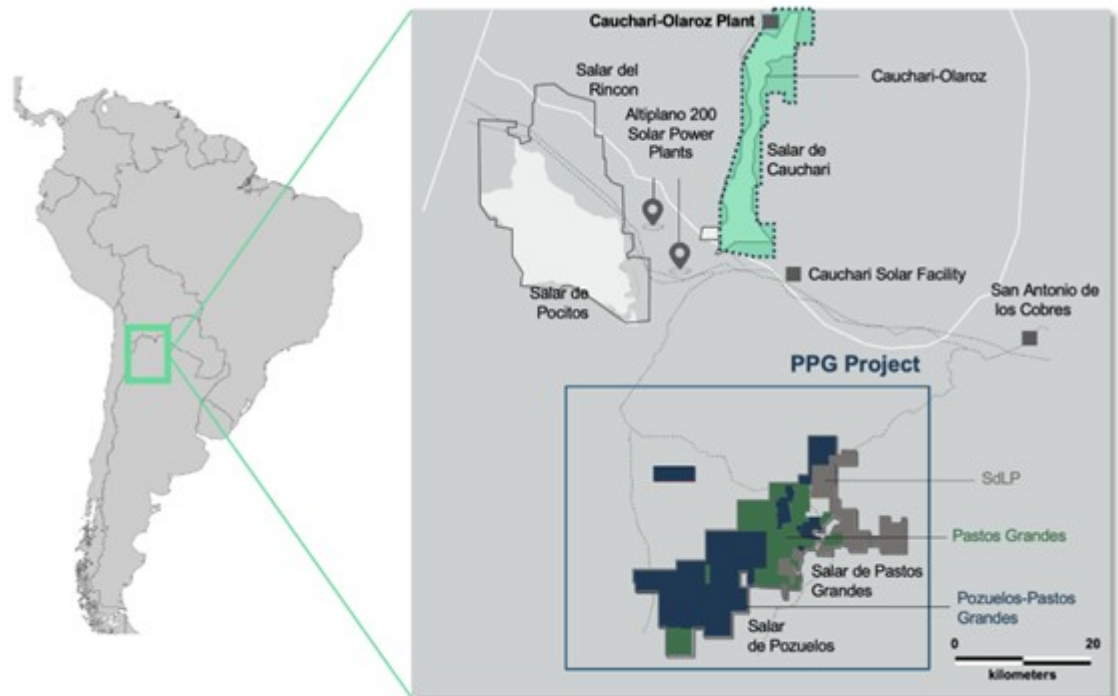 Cauchari-Olaroz Plant
Salar del
Rincon
Cauchari-Olaroz
Altiplano 200
Solar Power
Plants
Salar de
Cauchari
Salar de
Pocitos
Cauchari Solar Facility
San Antonio de
los Cobres
PPG Project
SdLP
Pastos Grandes
Salar de Pastos
Grandes
Pozuelos-Pastos
Grandes
Salar
de Pozuelos
0 20
kilometers